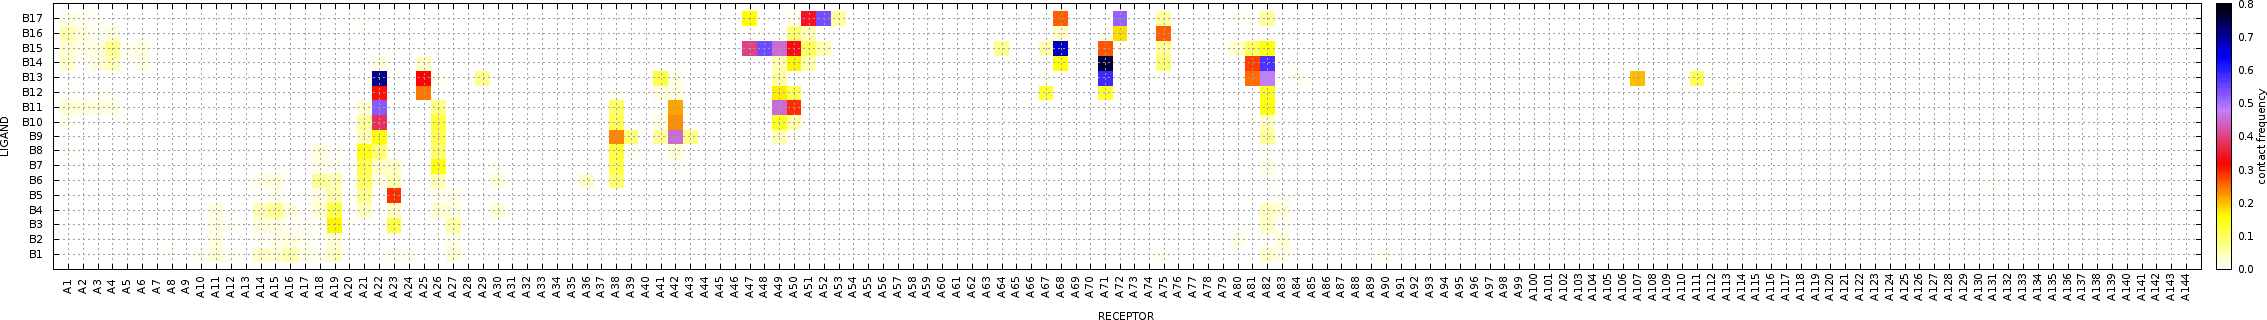 B17
B16
B15
B14
B13
B12
B11
B10
B9
B8
B7
B6
B5
B4
B3
B2
B1
LIGAND
A1 A2 A3 A4 A5 A6 A7 A8 A9 A10 A11 A12 A13 A14 A15 A16 A17 A18 A19 A20 A21 A22 A23 A24 A25 A26 A27 A28 A29 A30 A31 A32 A33 A34 A35 A36 A37 A38 A39 A40 A41 A42 A43 A44 A45 A46 A47 A48 A49 A50 A51 A52 A53 A54 A55 A56 A57 A58 A59 A60 A61 A62 A63 A64 A65 A66 A67 A68 A69 A70 A71 A72 A73 A74 A75 A76 A77 A78 A79 A80 A81 A82 A83 A84 A85 A86 A87 A88 A89 A90 A91 A92 A93 A94 A95 A96 A97 A98 A99 A100 A101 A102 A103 A104 A105 A106 A107 A108 A109 A110 A111 A112 A113 A114 A115 A116 A117 A118 A119 A120 A121 A122 A123 A124 A125 A126 A127 A128 A129 A130 A131 A132 A133 A134 A135 A136 A137 A138 A139 A140 A141 A142 A143 A144
RECEPTOR
0.8
0.7
0.6
0.5
0.4
0.3
0.2
0.1
0.0
contact frequency